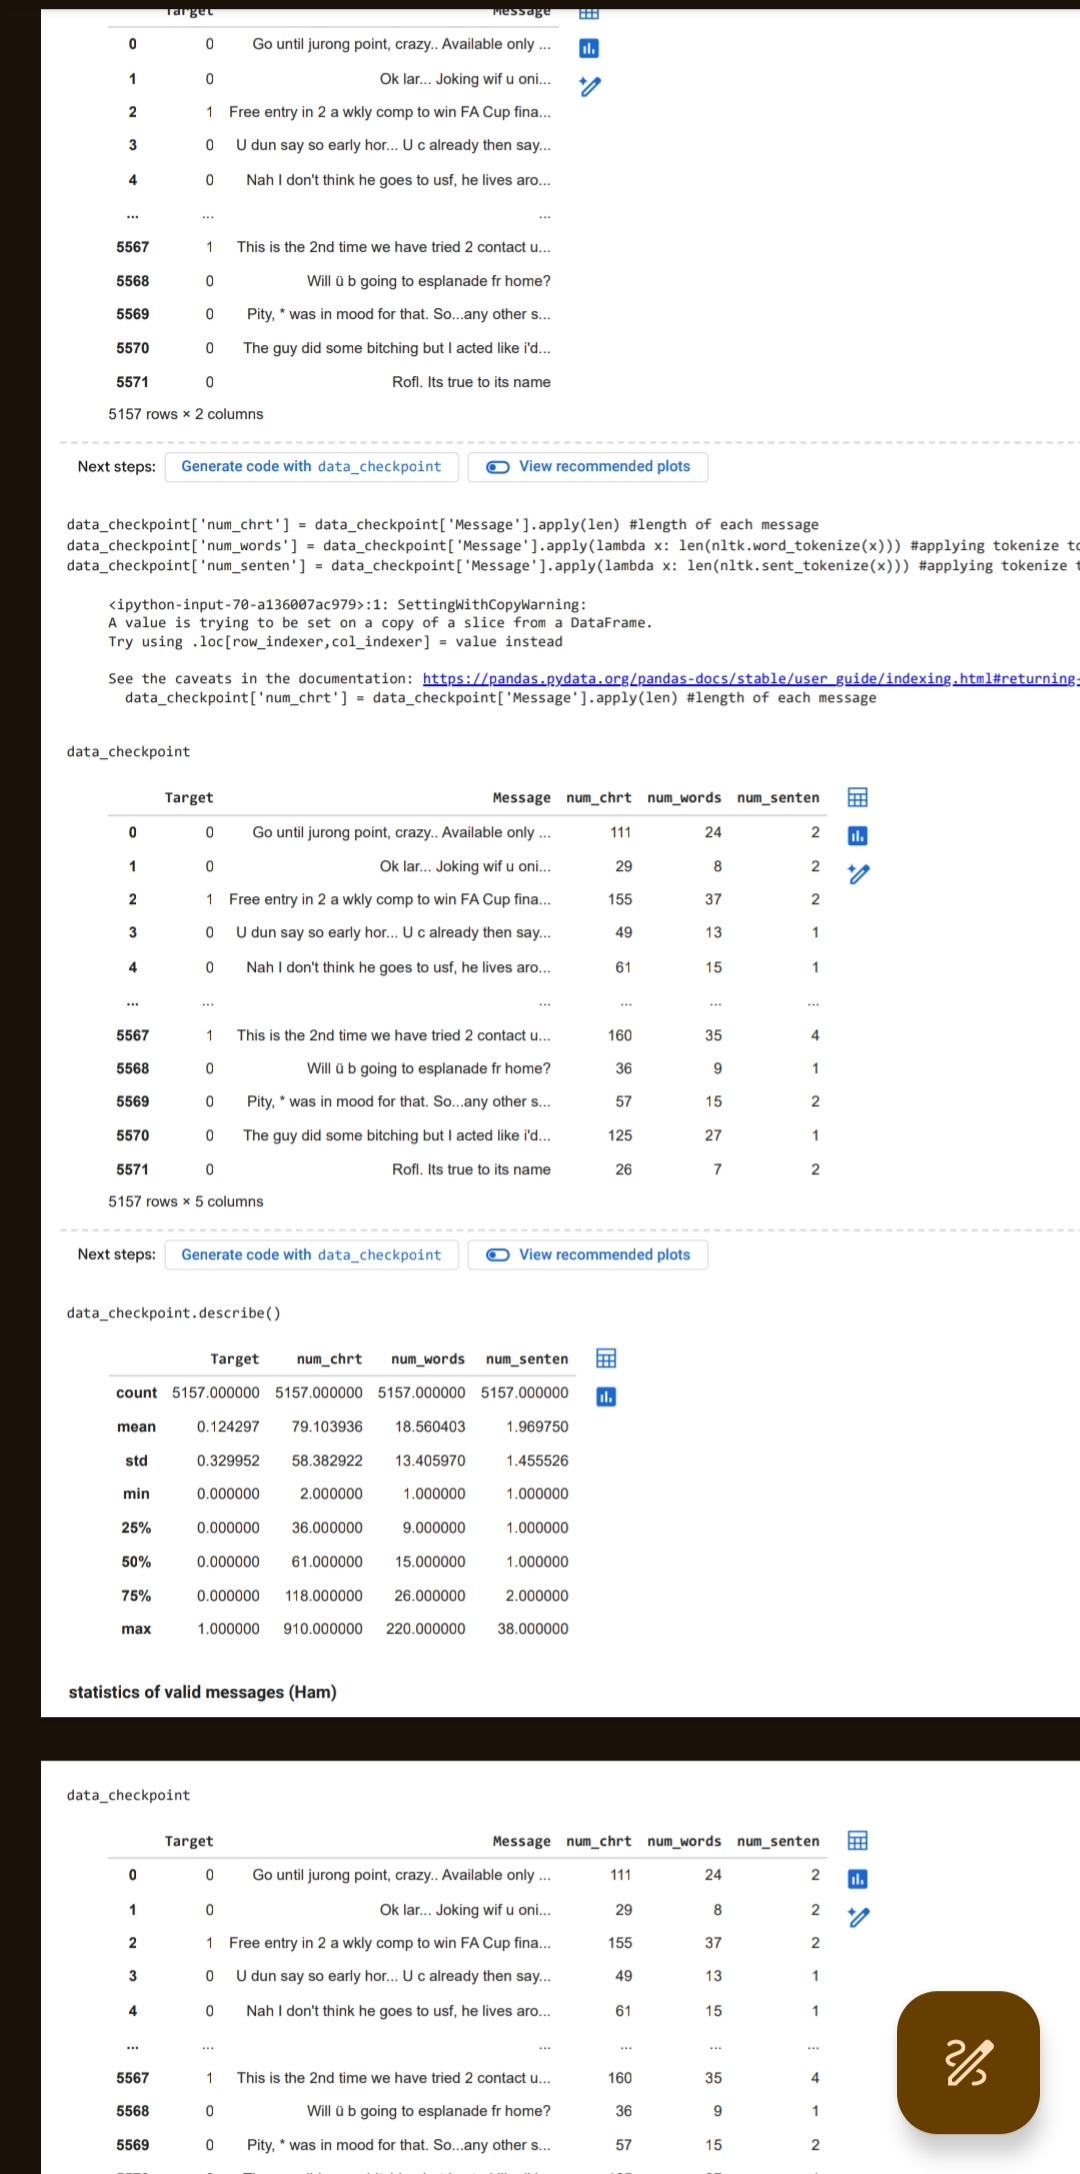 Target Message
0 0 Go until jurong point, crazy.. Available only ...
1 0 Ok lar... Joking wif u oni...
2 1 Free entry in 2 a wkly comp to win FA Cup fina...
3 0 U dun say so early hor... U c already then say...
4 0 Nah I don't think he goes to usf, he lives aro...
... ... ...
5567 1 This is the 2nd time we have tried 2 contact u...
5568 0 Will ü b going to esplanade fr home?
5569 0 Pity, * was in mood for that. So...any other s...
5570 0 The guy did some bitching but I acted like i'd...
5571 0 Rofl. Its true to its name
5157 rows × 2 columns
Next steps: Generate code with data_checkpoint View recommended plots
data_checkpoint['num_chrt'] = data_checkpoint['Message'].apply(len) #length of each message
data_checkpoint['num_words'] = data_checkpoint['Message'].apply(lambda x: len(nltk.word_tokenize(x))) #applying tokenize to
data_checkpoint['num_senten'] = data_checkpoint['Message'].apply(lambda x: len(nltk.sent_tokenize(x))) #applying tokenize
<ipython-input-70-a136007ac979>:1: SettingWithCopyWarning:
A value is trying to be set on a copy of a slice from a DataFrame.
Try using .loc[row_indexer,col_indexer] = value instead
See the caveats in the documentation: https://pandas.pydata.org/pandas-docs/stable/user_guide/indexing.html#returning-
data_checkpoint['num_chrt'] = data_checkpoint['Message'].apply(len) #length of each message
data_checkpoint
Target Message num_chrt num_words num_senten
0 0 Go until jurong point, crazy.. Available only ... 111 24 2
1 0 Ok lar... Joking wif u oni... 29 8 2
2 1 Free entry in 2 a wkly comp to win FA Cup fina... 155 37 2
3 0 U dun say so early hor... U c already then say... 49 13 1
4 0 Nah I don't think he goes to usf, he lives aro... 61 15 1
... ... ... ... ... ...
5567 1 This is the 2nd time we have tried 2 contact u... 160 35 4
5568 0 Will ü b going to esplanade fr home? 36 9 1
5569 0 Pity, * was in mood for that. So...any other s... 57 15 2
5570 0 The guy did some bitching but I acted like i'd... 125 27 1
5571 0 Rofl. Its true to its name 26 7 2
5157 rows × 5 columns
Next steps: Generate code with data_checkpoint View recommended plots
data_checkpoint.describe()
Target num_chrt num_words num_senten
count 5157.000000 5157.000000 5157.000000 5157.000000
mean 0.124297 79.103936 18.560403 1.969750
std 0.329952 58.382922 13.405970 1.455526
min 0.000000 2.000000 1.000000 1.000000
25% 0.000000 36.000000 9.000000 1.000000
50% 0.000000 61.000000 15.000000 1.000000
75% 0.000000 118.000000 26.000000 2.000000
max 1.000000 910.000000 220.000000 38.000000
statistics of valid messages (Ham)
data_checkpoint
Target Message num_chrt num_words num_senten
0 0 Go until jurong point, crazy.. Available only ... 111 24 2
1 0 Ok lar... Joking wif u oni... 29 8 2
2 1 Free entry in 2 a wkly comp to win FA Cup fina... 155 37 2
3 0 U dun say so early hor... U c already then say... 49 13 1
4 0 Nah I don't think he goes to usf, he lives aro... 61 15 1
... ... ... ... ... ...
5567 1 This is the 2nd time we have tried 2 contact u... 160 35 4
5568 0 Will ü b going to esplanade fr home? 36 9 1
5569 0 Pity, * was in mood for that. So...any other s... 57 15 2